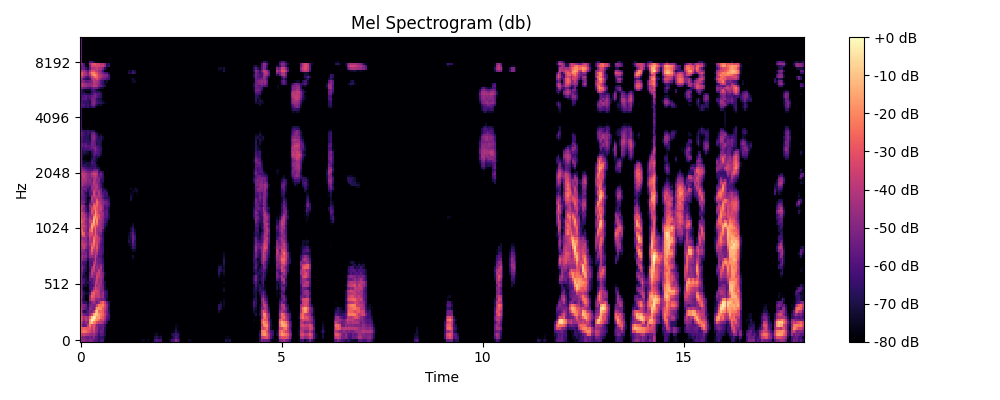 Mel Spectrogram (db)
8192
4096
2048
1024
512
0
Hz
0
5
10
15
Time
+0 dB
-10 dB
-20 dB
-30 dB
-40 dB
-50 dB
-60 dB
-70 dB
-80 dB